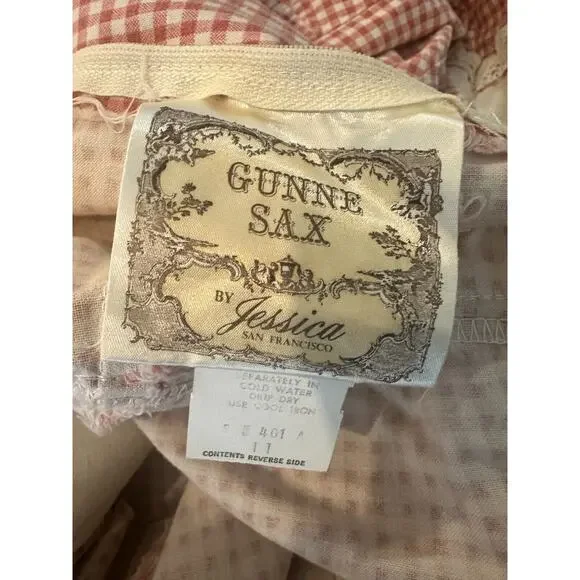 GUNNE
SAX
BY Jessica
SAN FRANCISCO
SEPARATELY IN
COLD WATER
DRIP DRY
USE COOL IRON
401 A
11
CONTENTS REVERSE SIDE